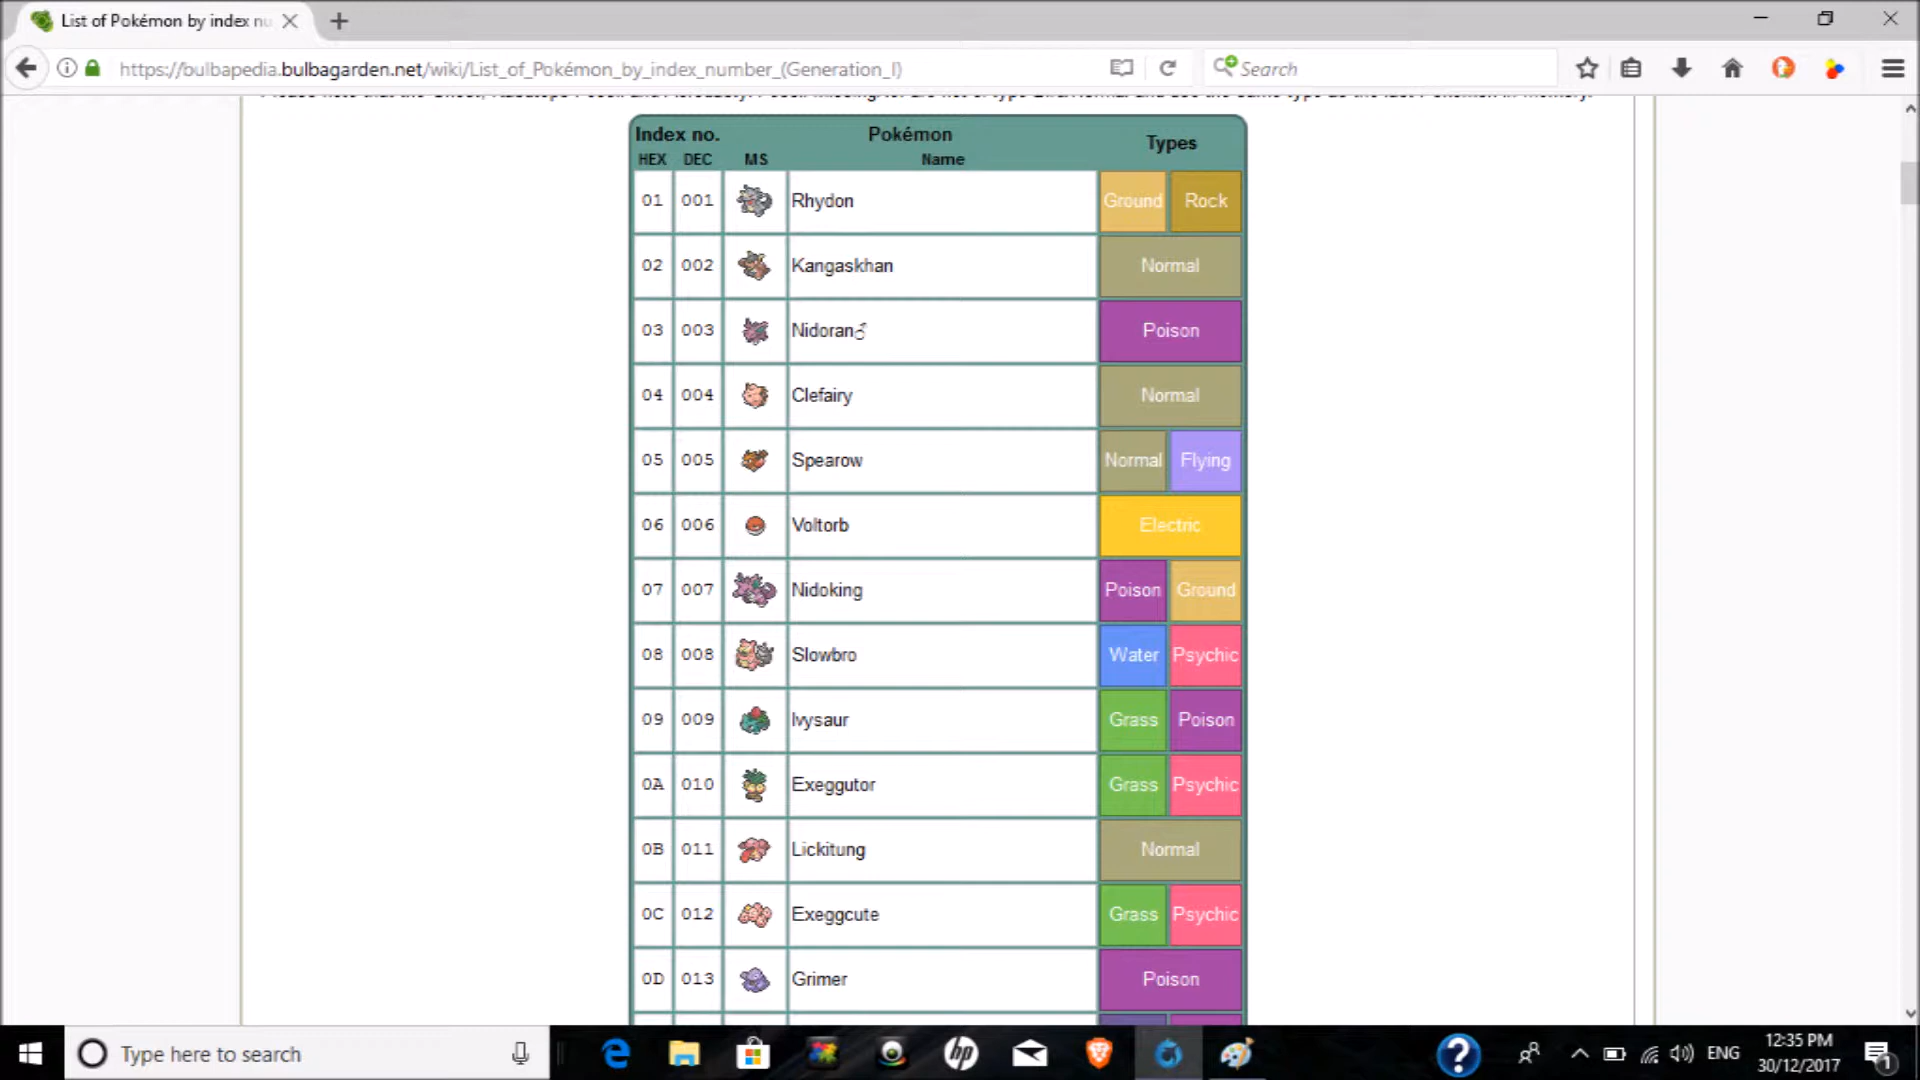 List of Pokémon by index nu
https://bulbapedia.bulbagarden.net/wiki/List_of_Pokémon_by_index_number_(Generation_I)
Search
Index no. Pokémon Types
HEX DEC MS Name
01 001 Rhydon Ground Rock
02 002 Kangaskhan Normal
03 003 Nidoran♂ Poison
04 004 Clefairy Normal
05 005 Spearow Normal Flying
06 006 Voltorb Electric
07 007 Nidoking Poison Ground
08 008 Slowbro Water Psychic
09 009 Ivysaur Grass Poison
0A 010 Exeggutor Grass Psychic
0B 011 Lickitung Normal
0C 012 Exeggcute Grass Psychic
0D 013 Grimer Poison
Type here to search
hp
?
ENG
12:35 PM
30/12/2017
1